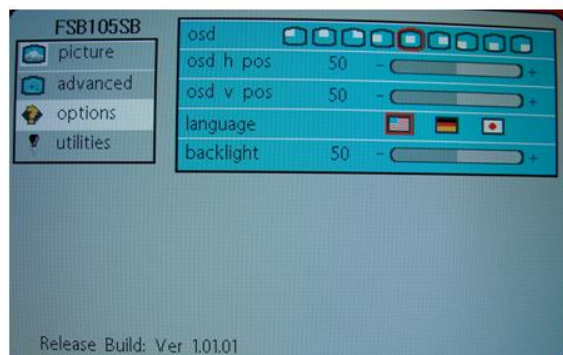 FSB105SB
picture
advanced
options
utilities
osd
osd h pos 50 - +
osd v pos 50 - +
language
backlight 50 - +
Release Build: Ver 1.01.01